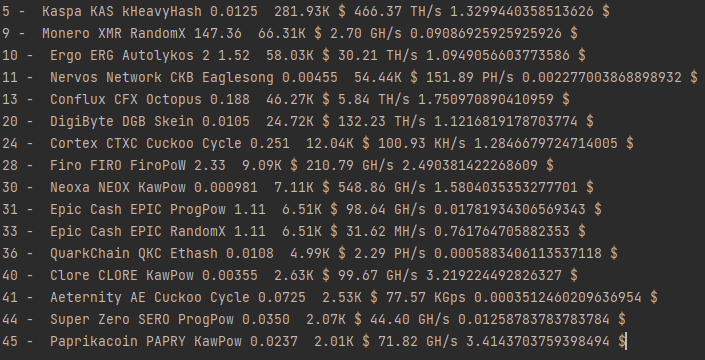 5 -  Kaspa KAS kHeavyHash 0.0125  281.93K $ 466.37 TH/s 1.3299440358513626 $
9 -  Monero XMR RandomX 147.36  66.31K $ 2.70 GH/s 0.09086925925925926 $
10 -  Ergo ERG Autolykos 2 1.52  58.03K $ 30.21 TH/s 1.0949056603773586 $
11 -  Nervos Network CKB Eaglesong 0.00455  54.44K $ 151.89 PH/s 0.002277003868898932 $
13 -  Conflux CFX Octopus 0.188  46.27K $ 5.84 TH/s 1.750970890410959 $
20 -  DigiByte DGB Skein 0.0105  24.72K $ 132.23 TH/s 1.1216819178703774 $
24 -  Cortex CTXC Cuckoo Cycle 0.251  12.04K $ 100.93 KH/s 1.2846679724714005 $
28 -  Firo FIRO FiroPoW 2.33  9.09K $ 210.79 GH/s 2.490381422268609 $
30 -  Neoxa NEOX KawPow 0.000981  7.11K $ 548.86 GH/s 1.5804035353277701 $
31 -  Epic Cash EPIC ProgPow 1.11  6.51K $ 98.64 GH/s 0.01781934306569343 $
33 -  Epic Cash EPIC RandomX 1.11  6.51K $ 31.62 MH/s 0.761764705882353 $
36 -  QuarkChain QKC Ethash 0.0108  4.99K $ 2.29 PH/s 0.0005883406113537118 $
40 -  Clore CLORE KawPow 0.00355  2.63K $ 99.67 GH/s 3.219224492826327 $
41 -  Aeternity AE Cuckoo Cycle 0.0725  2.53K $ 77.57 KGps 0.0003512460209636954 $
44 -  Super Zero SERO ProgPow 0.0350  2.07K $ 44.40 GH/s 0.01258783783783784 $
45 -  Paprikacoin PAPRY KawPow 0.0237  2.01K $ 71.82 GH/s 3.4143703759398494 $